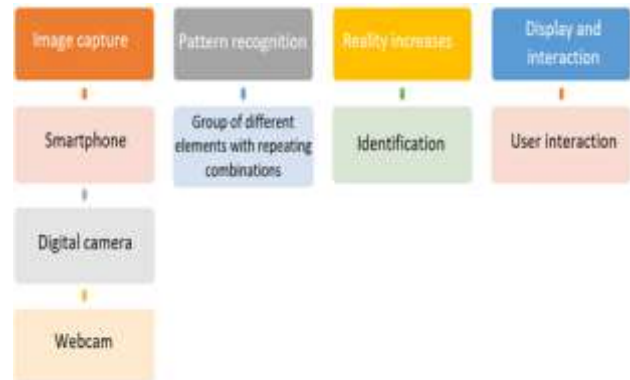 Image capture
Smartphone
Digital camera
Webcam
Pattern recognition
Group of different
elements with repeating
combinations
Reality increases
Identification
Display and
interaction
User interaction